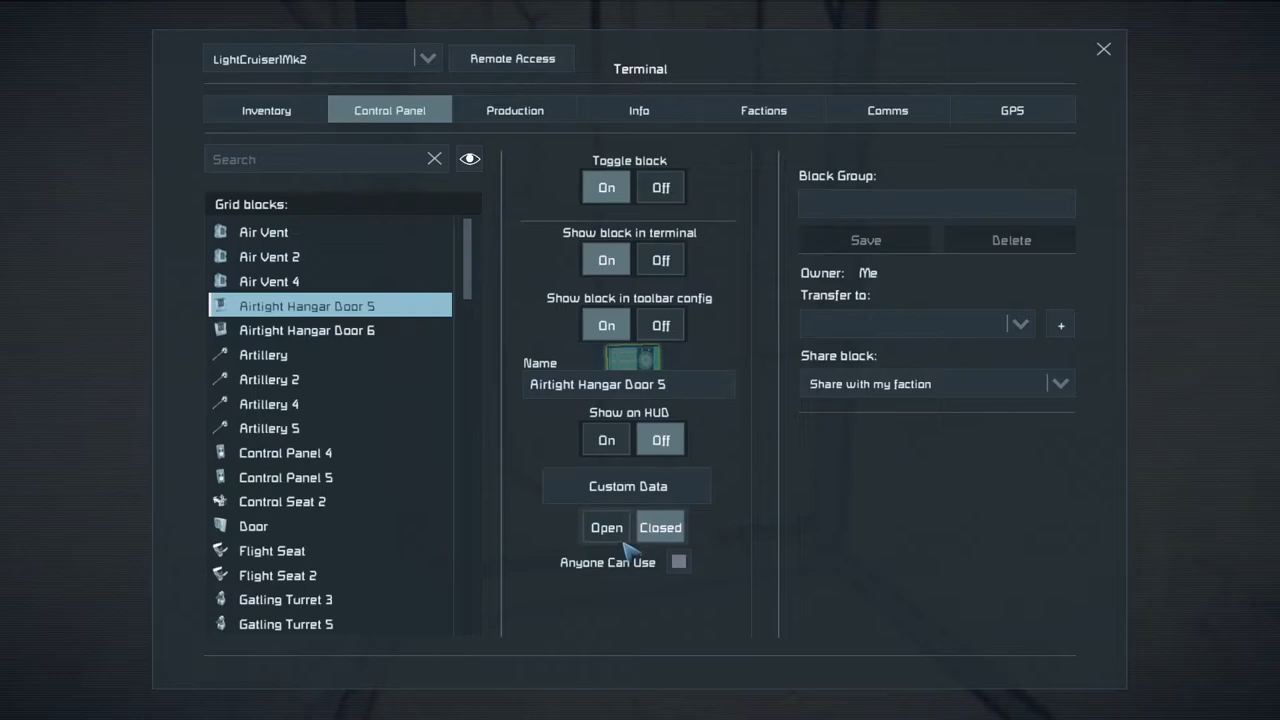 LightCruiser1Mk2
Remote Access
Terminal
Inventory
Control Panel
Production
Info
Factions
Comms
GPS
Search
Grid blocks:
Air Vent
Air Vent 2
Air Vent 4
Airtight Hangar Door 5
Airtight Hangar Door 6
Artillery
Artillery 2
Artillery 4
Artillery 5
Control Panel 4
Control Panel 5
Control Seat 2
Door
Flight Seat
Flight Seat 2
Gatling Turret 3
Gatling Turret 5
Toggle block
On Off
Show block in terminal
On Off
Show block in toolbar config
On Off
Name
Airtight Hangar Door 5
Show on HUD
On Off
Custom Data
Open Closed
Anyone Can Use
Block Group:
Save Delete
Owner: Me
Transfer to:
+
Share block:
Share with my faction